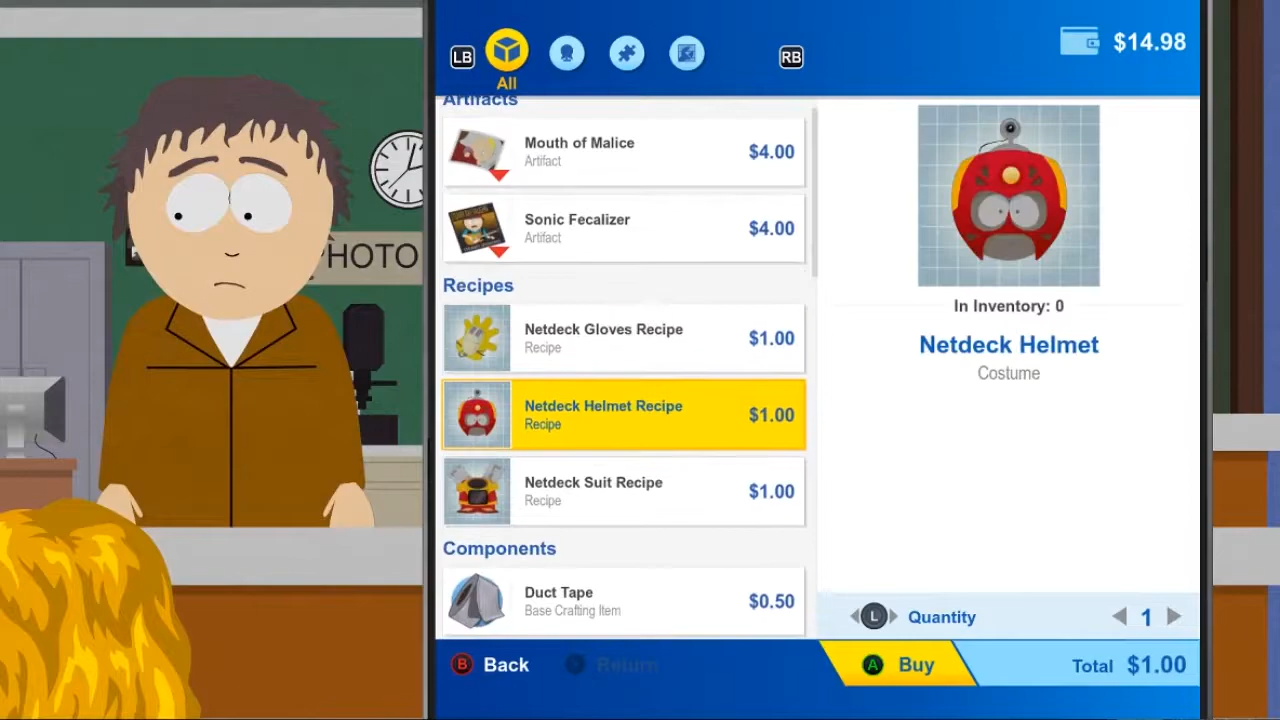 LB
All
RB
$14.98
Artifacts
Mouth of Malice
Artifact
$4.00
Sonic Fecalizer
Artifact
$4.00
Recipes
Netdeck Gloves Recipe
Recipe
$1.00
Netdeck Helmet Recipe
Recipe
$1.00
Netdeck Suit Recipe
Recipe
$1.00
Components
Duct Tape
Base Crafting Item
$0.50
In Inventory: 0
Netdeck Helmet
Costume
L Quantity 1
B Back
Return
A Buy
Total $1.00
PHOTO